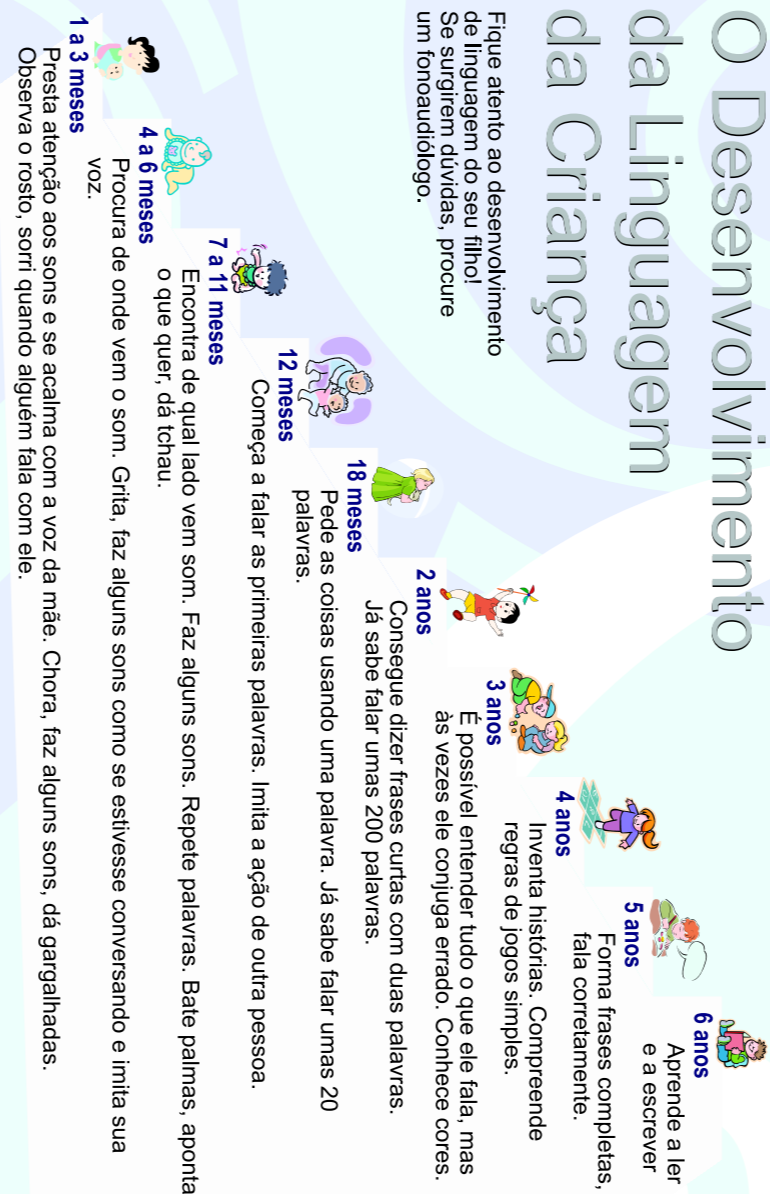 O Desenvolvimento
da Linguagem
da Criança
Fique atento ao desenvolvimento
de linguagem do seu filho!
Se surgirem dúvidas, procure
um fonoaudiólogo.
1 a 3 meses
Presta atenção aos sons e se acalma com a voz da mãe. Chora, faz alguns sons, dá gargalhadas.
Observa o rosto, sorri quando alguém fala com ele.
4 a 6 meses
Procura de onde vem o som. Grita, faz alguns sons como se estivesse conversando e imita sua
voz.
7 a 11 meses
Encontra de qual lado vem som. Faz alguns sons. Repete palavras. Bate palmas, aponta
o que quer, dá tchau.
12 meses
Começa a falar as primeiras palavras. Imita a ação de outra pessoa.
18 meses
Pede as coisas usando uma palavra. Já sabe falar umas 20
palavras.
2 anos
Consegue dizer frases curtas com duas palavras.
Já sabe falar umas 200 palavras.
3 anos
É possível entender tudo o que ele fala, mas
às vezes ele conjuga errado. Conhece cores.
4 anos
Inventa histórias. Compreende
regras de jogos simples.
5 anos
Forma frases completas,
fala corretamente.
6 anos
Aprende a ler
e a escrever